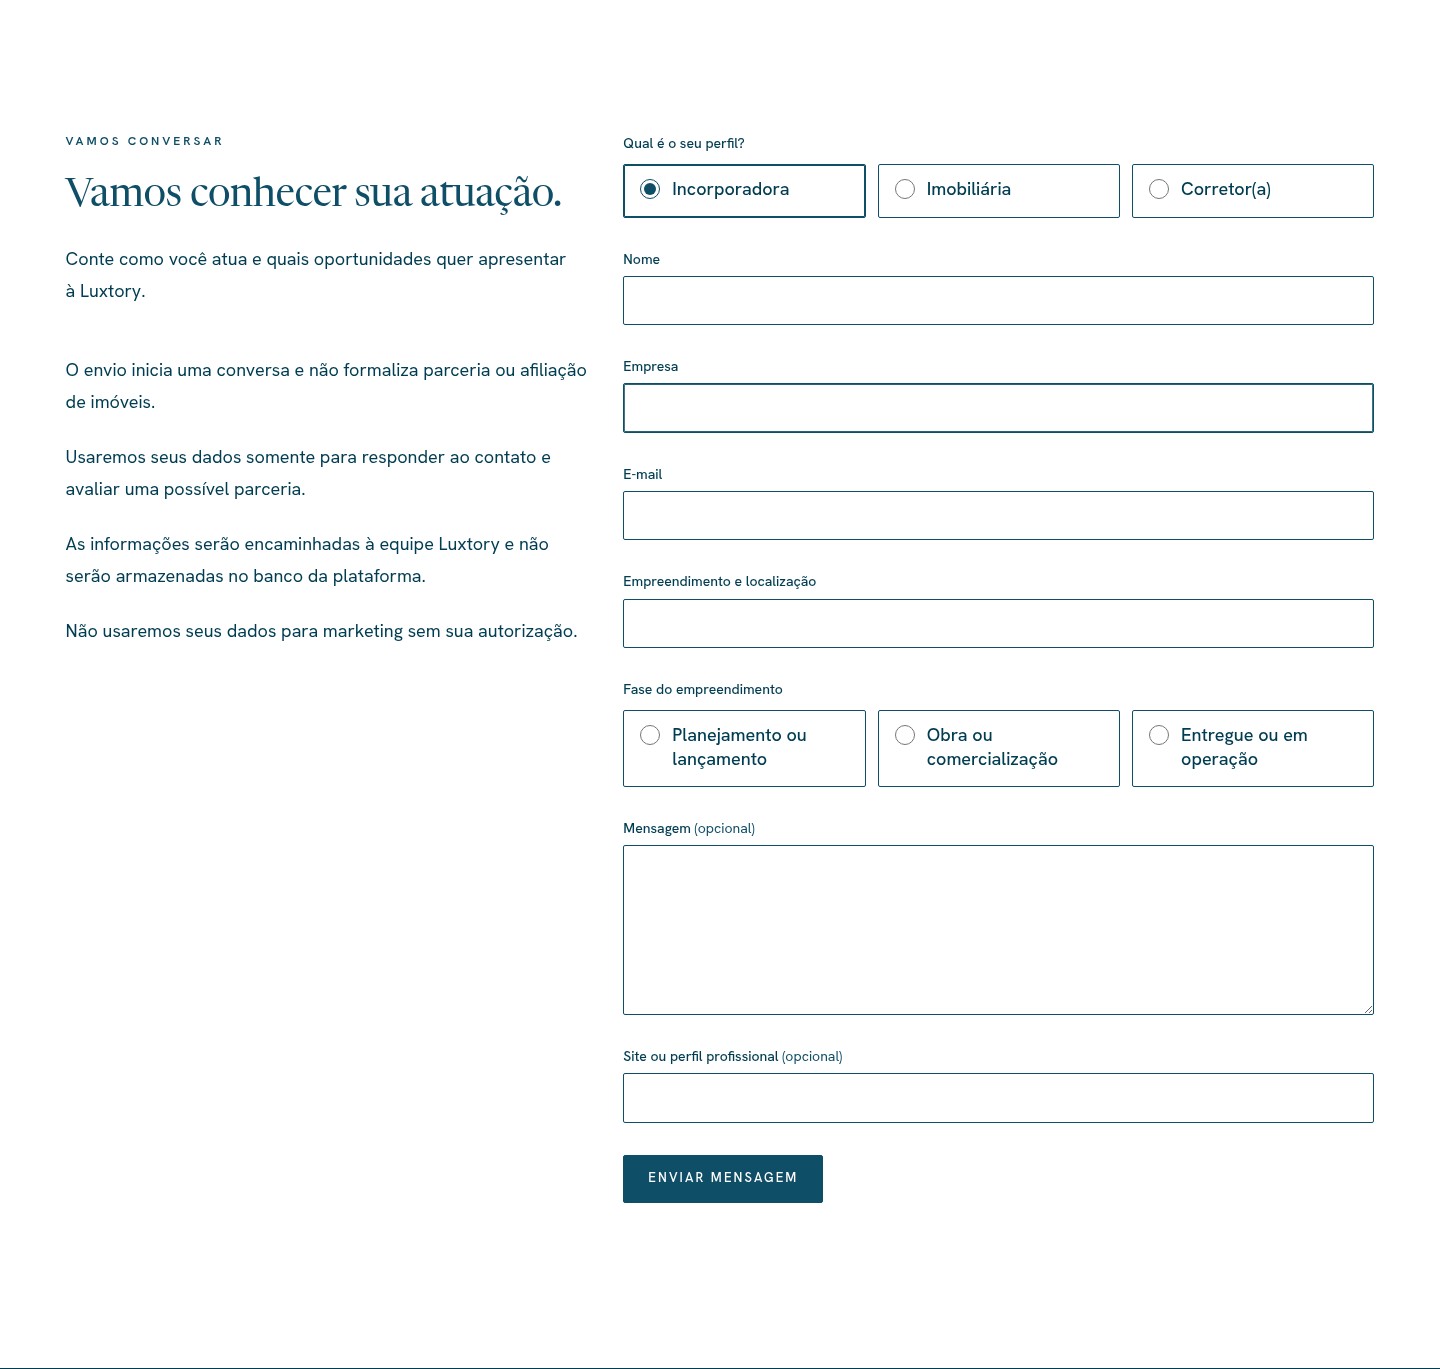 VAMOS CONVERSAR
Vamos conhecer sua atuação.
Conte como você atua e quais oportunidades quer apresentar
à Luxtory.
O envio inicia uma conversa e não formaliza parceria ou afiliação
de imóveis.
Usaremos seus dados somente para responder ao contato e
avaliar uma possível parceria.
As informações serão encaminhadas à equipe Luxtory e não
serão armazenadas no banco da plataforma.
Não usaremos seus dados para marketing sem sua autorização.
Qual é o seu perfil?
Incorporadora
Imobiliária
Corretor(a)
Nome
Empresa
E-mail
Empreendimento e localização
Fase do empreendimento
Planejamento ou
lançamento
Obra ou
comercialização
Entregue ou em
operação
Mensagem (opcional)
Site ou perfil profissional (opcional)
ENVIAR MENSAGEM